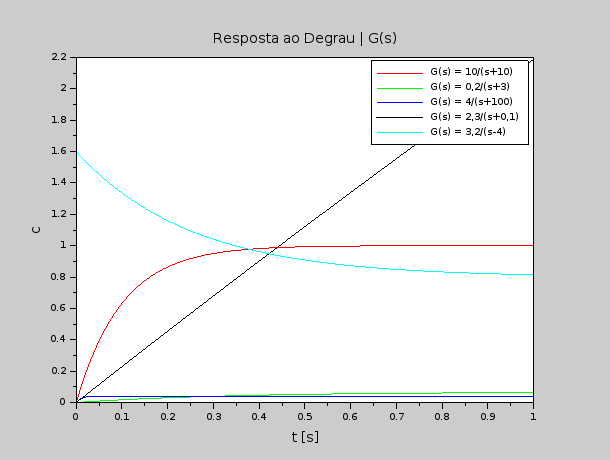 Resposta ao Degrau | G(s)
2.2
2
1.8
1.6
1.4
1.2
1
0.8
0.6
0.4
0.2
0
C
G(s) = 10/(s+10)
G(s) = 0,2/(s+3)
G(s) = 4/(s+100)
G(s) = 2,3/(s+0,1)
G(s) = 3,2/(s-4)
0 0.1 0.2 0.3 0.4 0.5 0.6 0.7 0.8 0.9 1
t [s]